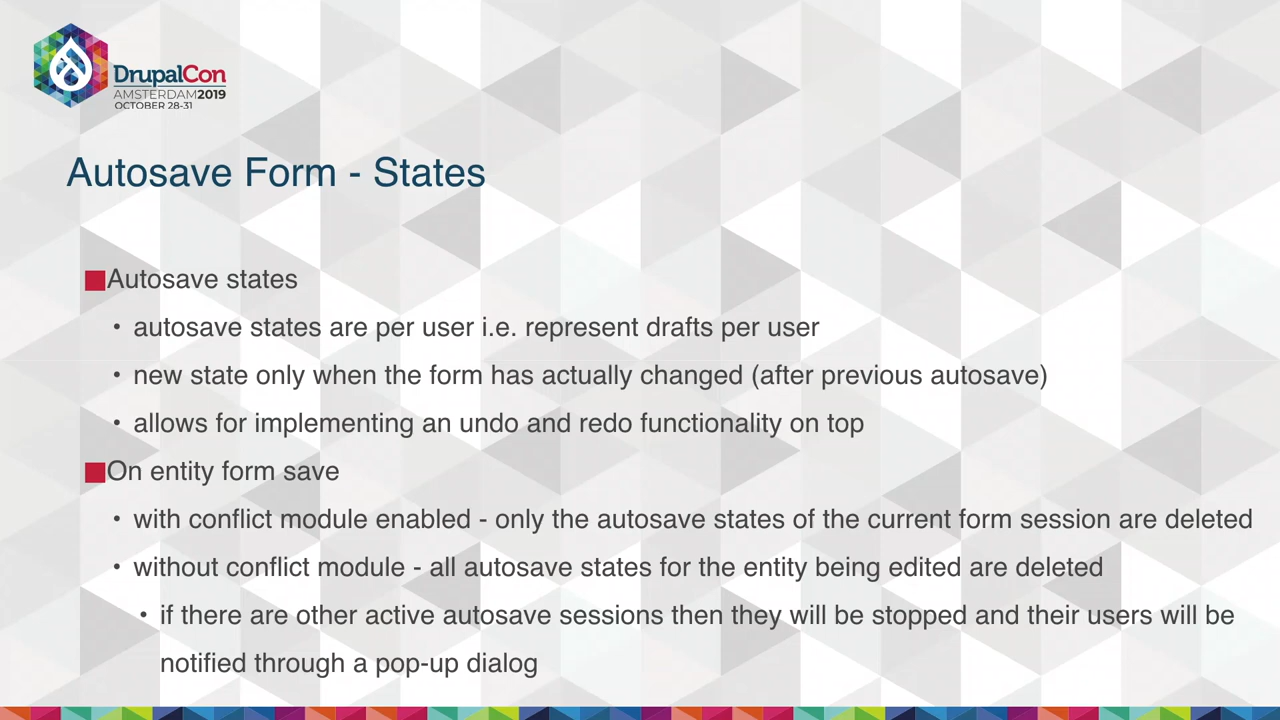 DrupalCon
AMSTERDAM2019
OCTOBER 28-31
Autosave Form - States
Autosave states
• autosave states are per user i.e. represent drafts per user
• new state only when the form has actually changed (after previous autosave)
• allows for implementing an undo and redo functionality on top
On entity form save
• with conflict module enabled - only the autosave states of the current form session are deleted
• without conflict module - all autosave states for the entity being edited are deleted
• if there are other active autosave sessions then they will be stopped and their users will be
notified through a pop-up dialog